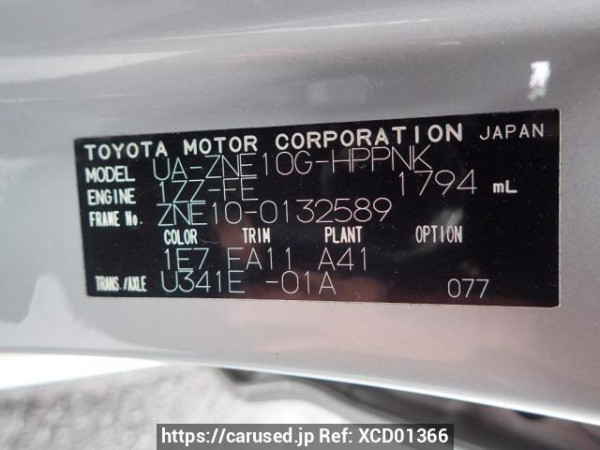 TOYOTA MOTOR CORPORATION JAPAN
MODEL UA-ZNE10G-HPPNK
ENGINE 1ZZ-FE 1794 mL
FRAME No. ZNE10-0132589
COLOR TRIM PLANT OPTION
1E7 FA11 A41
TRANS./AXLE U341E -01A 077
https://carused.jp Ref: XCD01366